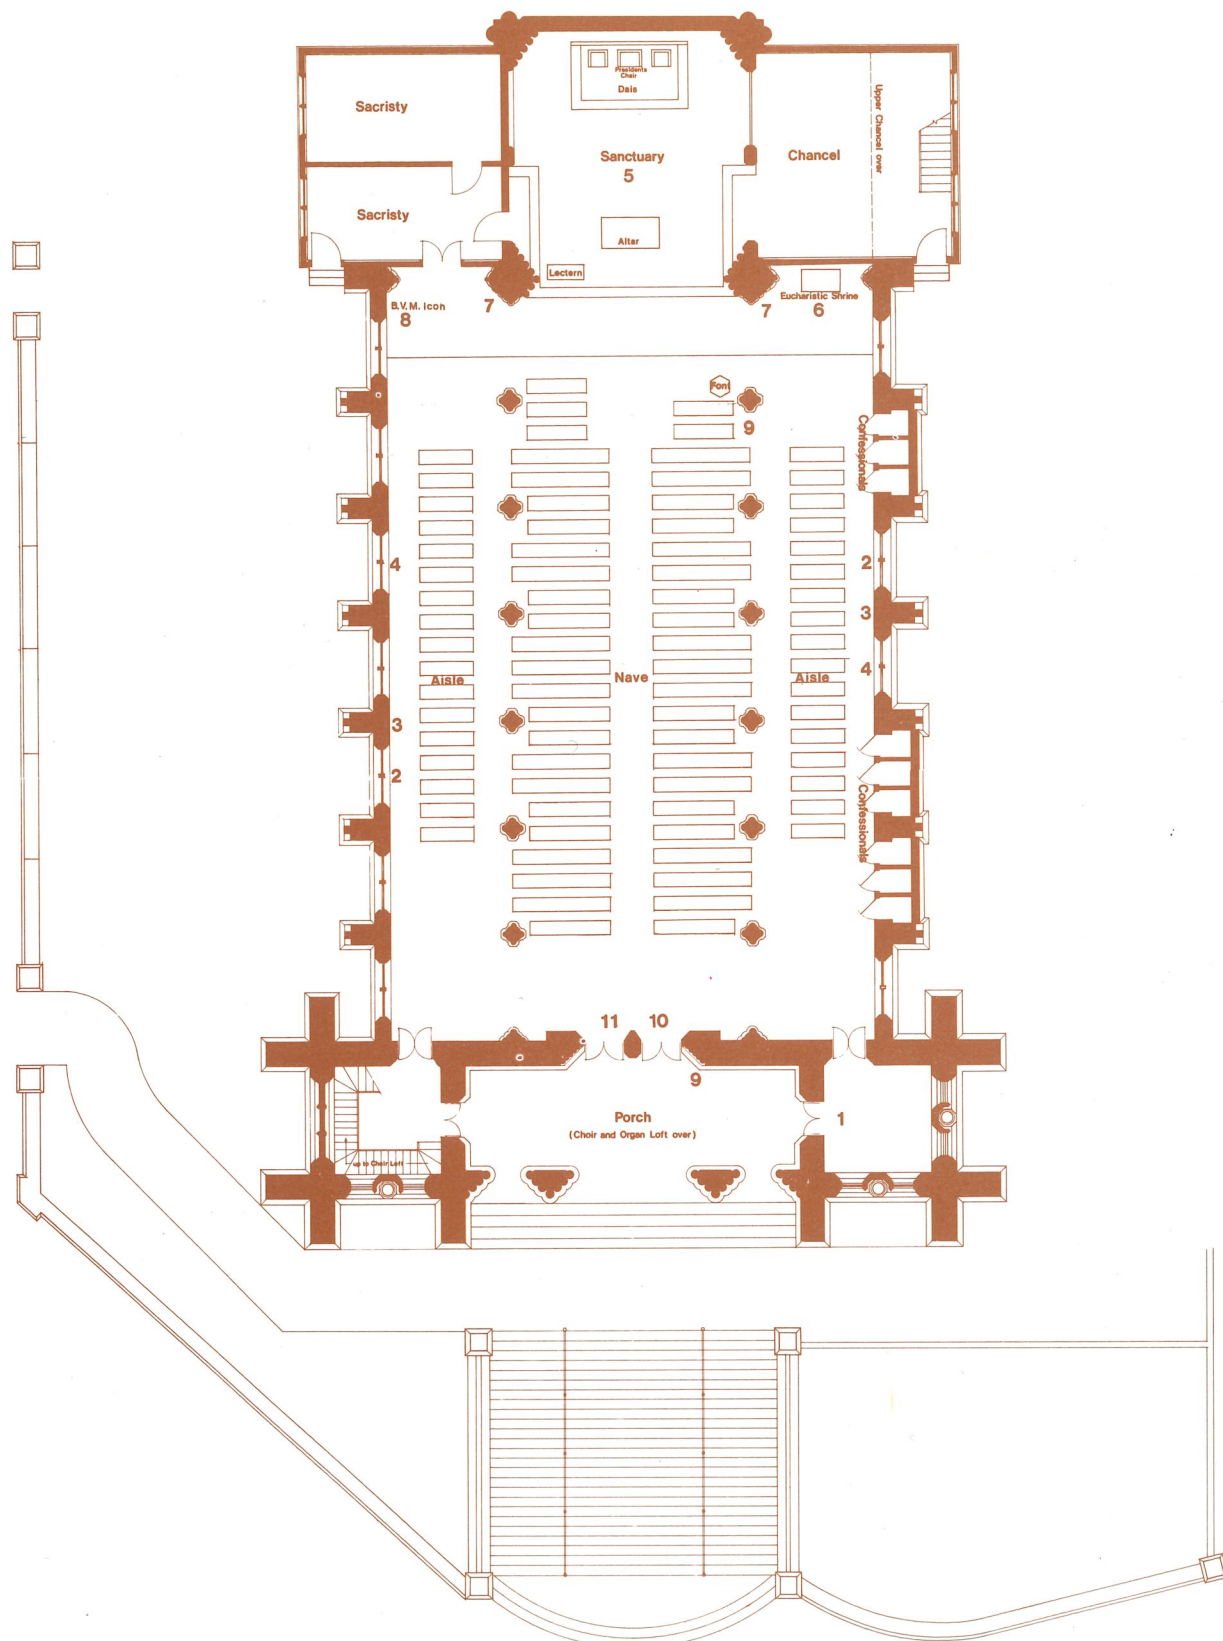 Presidents
Chair
Dais
Sacristy
Sanctuary
5
Chancel
Upper Chancel over
Sacristy
Altar
Lectern
B.V.M. Icon
8
7
7
Eucharistic Shrine
6
Font
9
Confessionals
4
2
3
Aisle
Nave
Aisle
4
3
2
Confessionals
11
10
9
Porch
(Choir and Organ Loft over)
1
up to Choir Loft